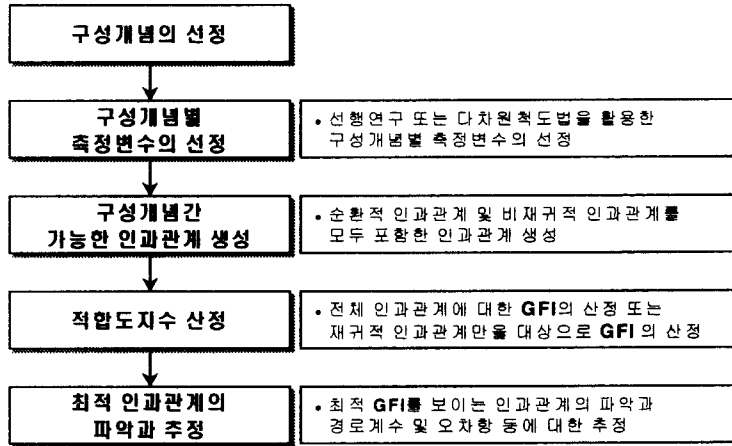 구성개념의 선정
구성개념별
측정변수의 선정
• 선행연구 또는 다차원척도법을 활용한
구성개념별 측정변수의 선정
구성개념간
가능한 인과관계 생성
• 순환적 인과관계 및 비재귀적 인과관계를
모두 포함한 인과관계 생성
적합도지수 산정
• 전체 인과관계에 대한 GFI의 산정 또는
재귀적 인과관계만을 대상으로 GFI 의 산정
최적 인과관계의
파악과 추정
• 최적 GFI를 보이는 인과관계의 파악과
경로계수 및 오차항 등에 대한 추정